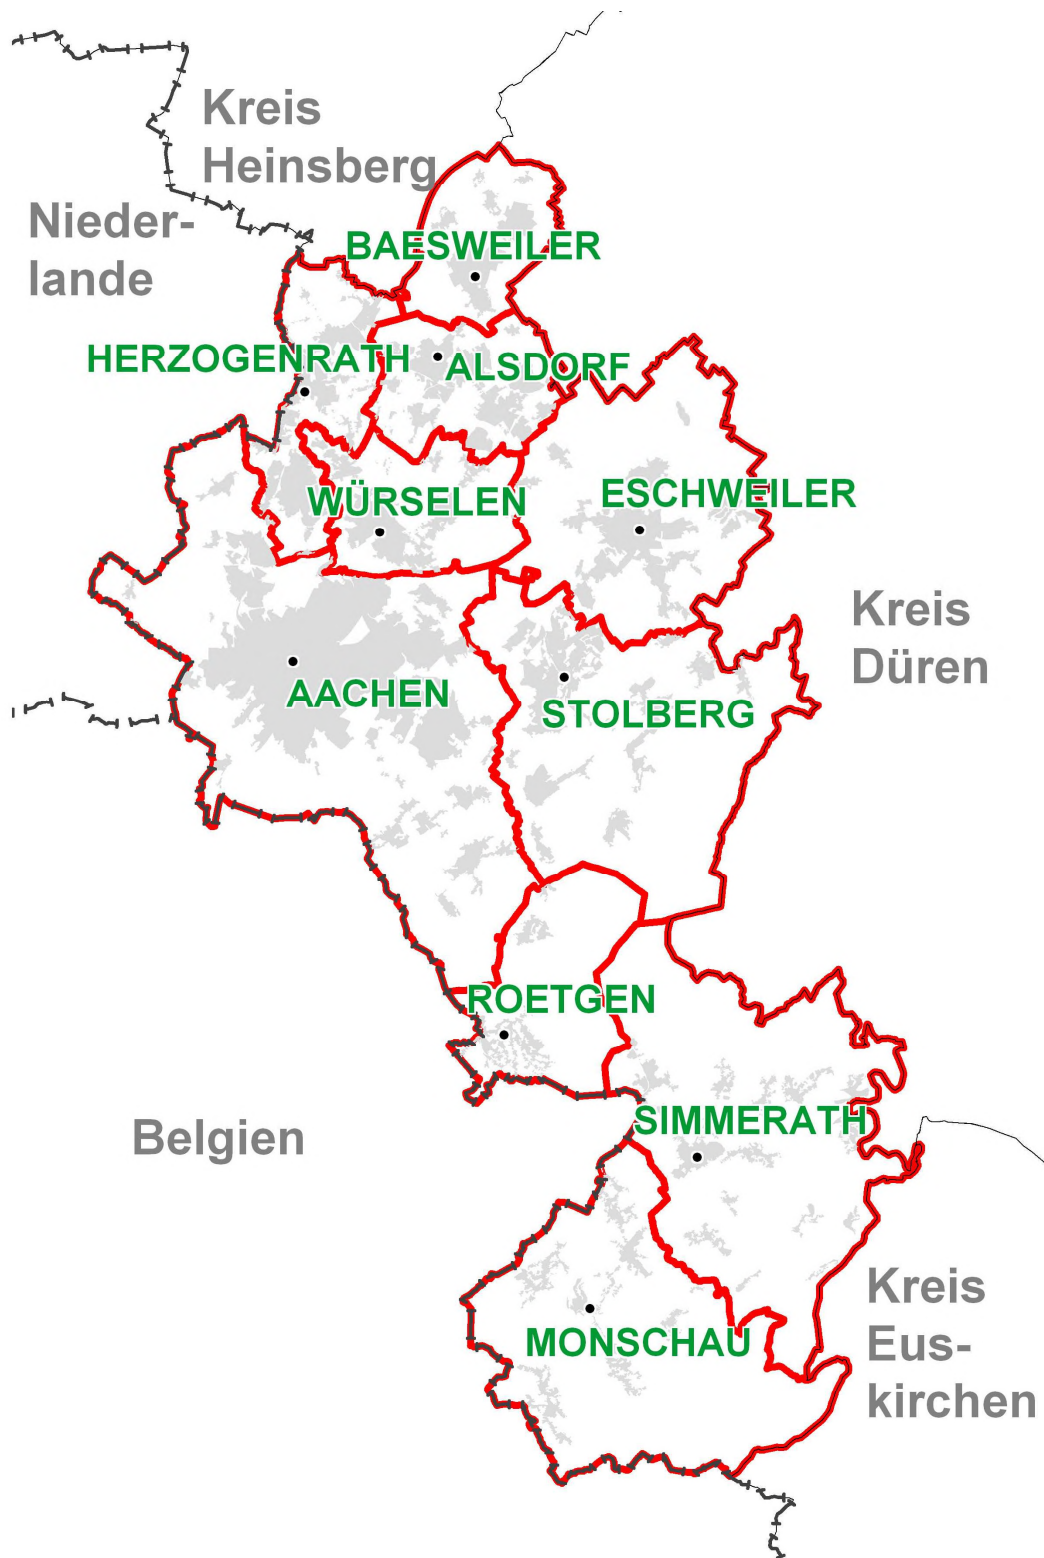 Kreis
Heinsberg
Nieder-
lande
BAESWEILER
HERZOGENRATH
ALSDORF
WÜRSELEN
ESCHWEILER
Kreis
Düren
AACHEN
STOLBERG
ROETGEN
Belgien
SIMMERATH
Kreis
Eus-
kirchen
MONSCHAU